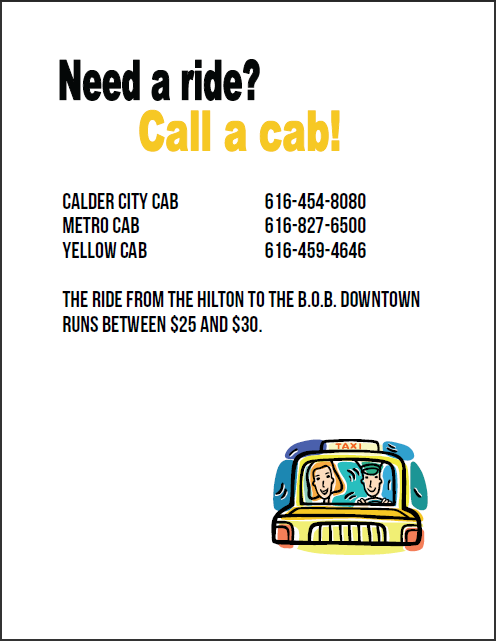 Need a ride?
Call a cab!
CALDER CITY CAB 616-454-8080
METRO CAB 616-827-6500
YELLOW CAB 616-459-4646
THE RIDE FROM THE HILTON TO THE B.O.B. DOWNTOWN
RUNS BETWEEN $25 AND $30.
TAXI